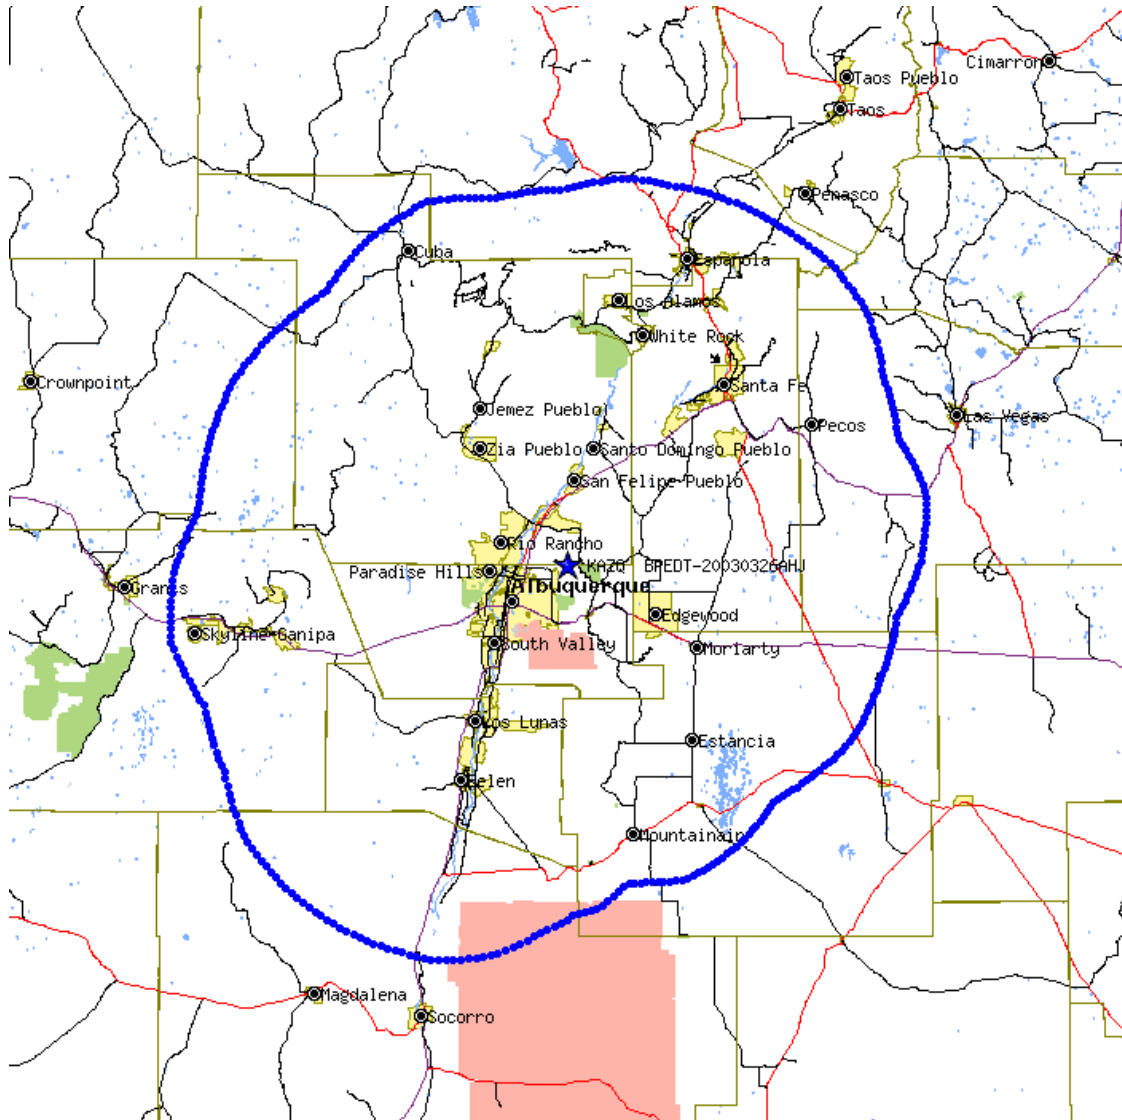 Cimarron
Taos Pueblo
Taos
Penasco
Cuba
Espanola
Los Alamos
White Rock
Crownpoint
Santa Fe
Jemez Pueblo
Las Vegas
Pecos
Zia Pueblo
Santo Domingo Pueblo
San Felipe Pueblo
Rio Rancho
KAZQ BPEDT-20030326AHJ
Paradise Hills
Albuquerque
Grants
Edgewood
Skyline-Ganipa
South Valley
Moriarty
Los Lunas
Estancia
Belen
Mountainair
Magdalena
Socorro